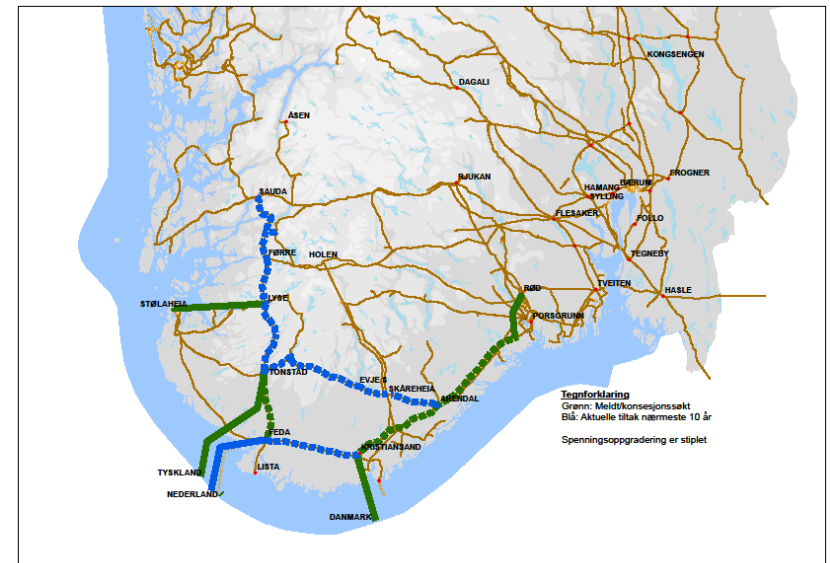 KONGSENGEN
DAGALI
ÅSEN
RJUKAN
FROGNER
BÆRUM
HAMANG
SYLLING
SAUDA
FLESAKER
FOLLO
FØRRE
HOLEN
TEGNEBY
RØD
TVEITEN
HASLE
STØLAHEIA
LYSE
PORSGRUNN
TONSTAD
EVJE S
SKÅREHEIA
ARENDAL
Tegnforklaring
Grønn: Meldt/konsesjonssøkt
Blå: Aktuelle tiltak nærmeste 10 år
Spenningsoppgradering er stiplet
FEDA
KRISTIANSAND
LISTA
TYSKLAND
NEDERLAND
DANMARK